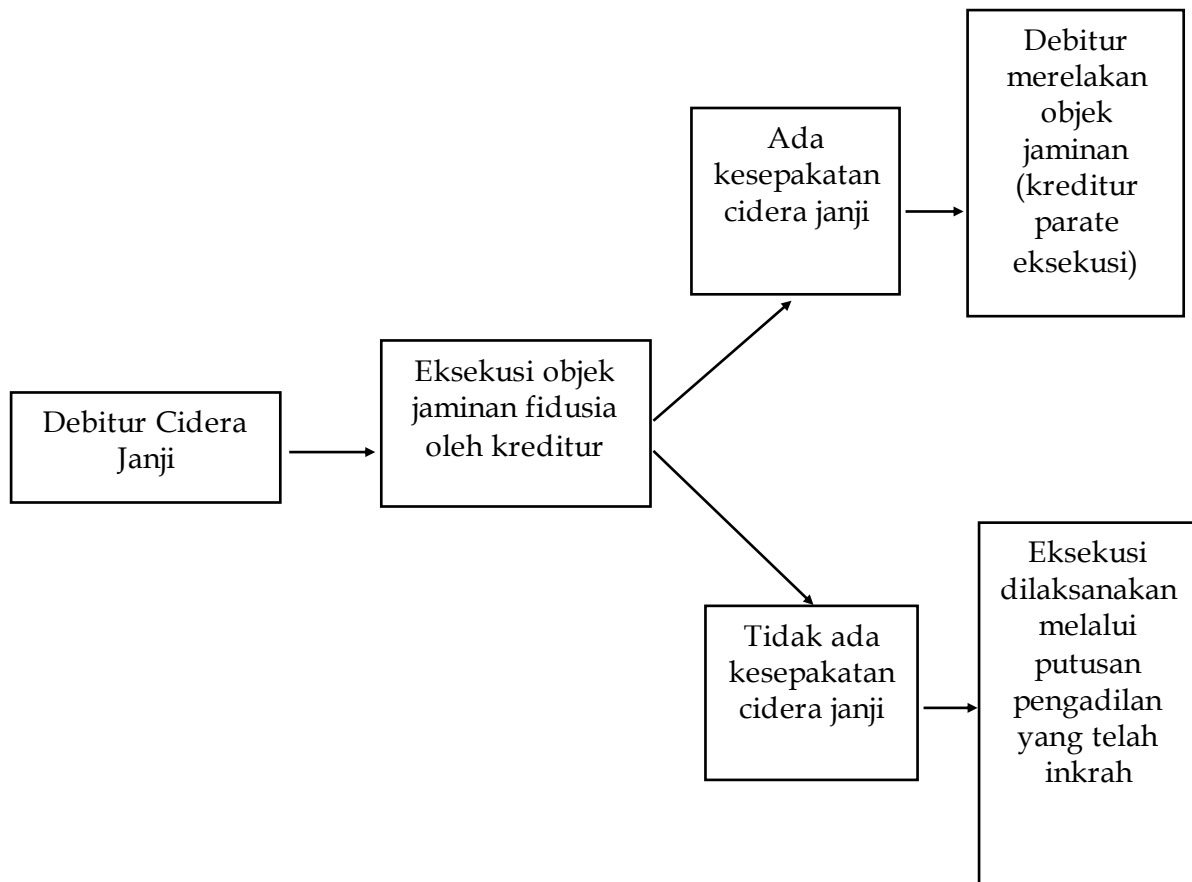 Debitur Cidera
Janji
Eksekusi objek
jaminan fidusia
oleh kreditur
Ada
kesepakatan
cidera janji
Debitur
merelakan
objek
jaminan
(kreditur
parate
eksekusi)
Tidak ada
kesepakatan
cidera janji
Eksekusi
dilaksanakan
melalui
putusan
pengadilan
yang telah
inkrah